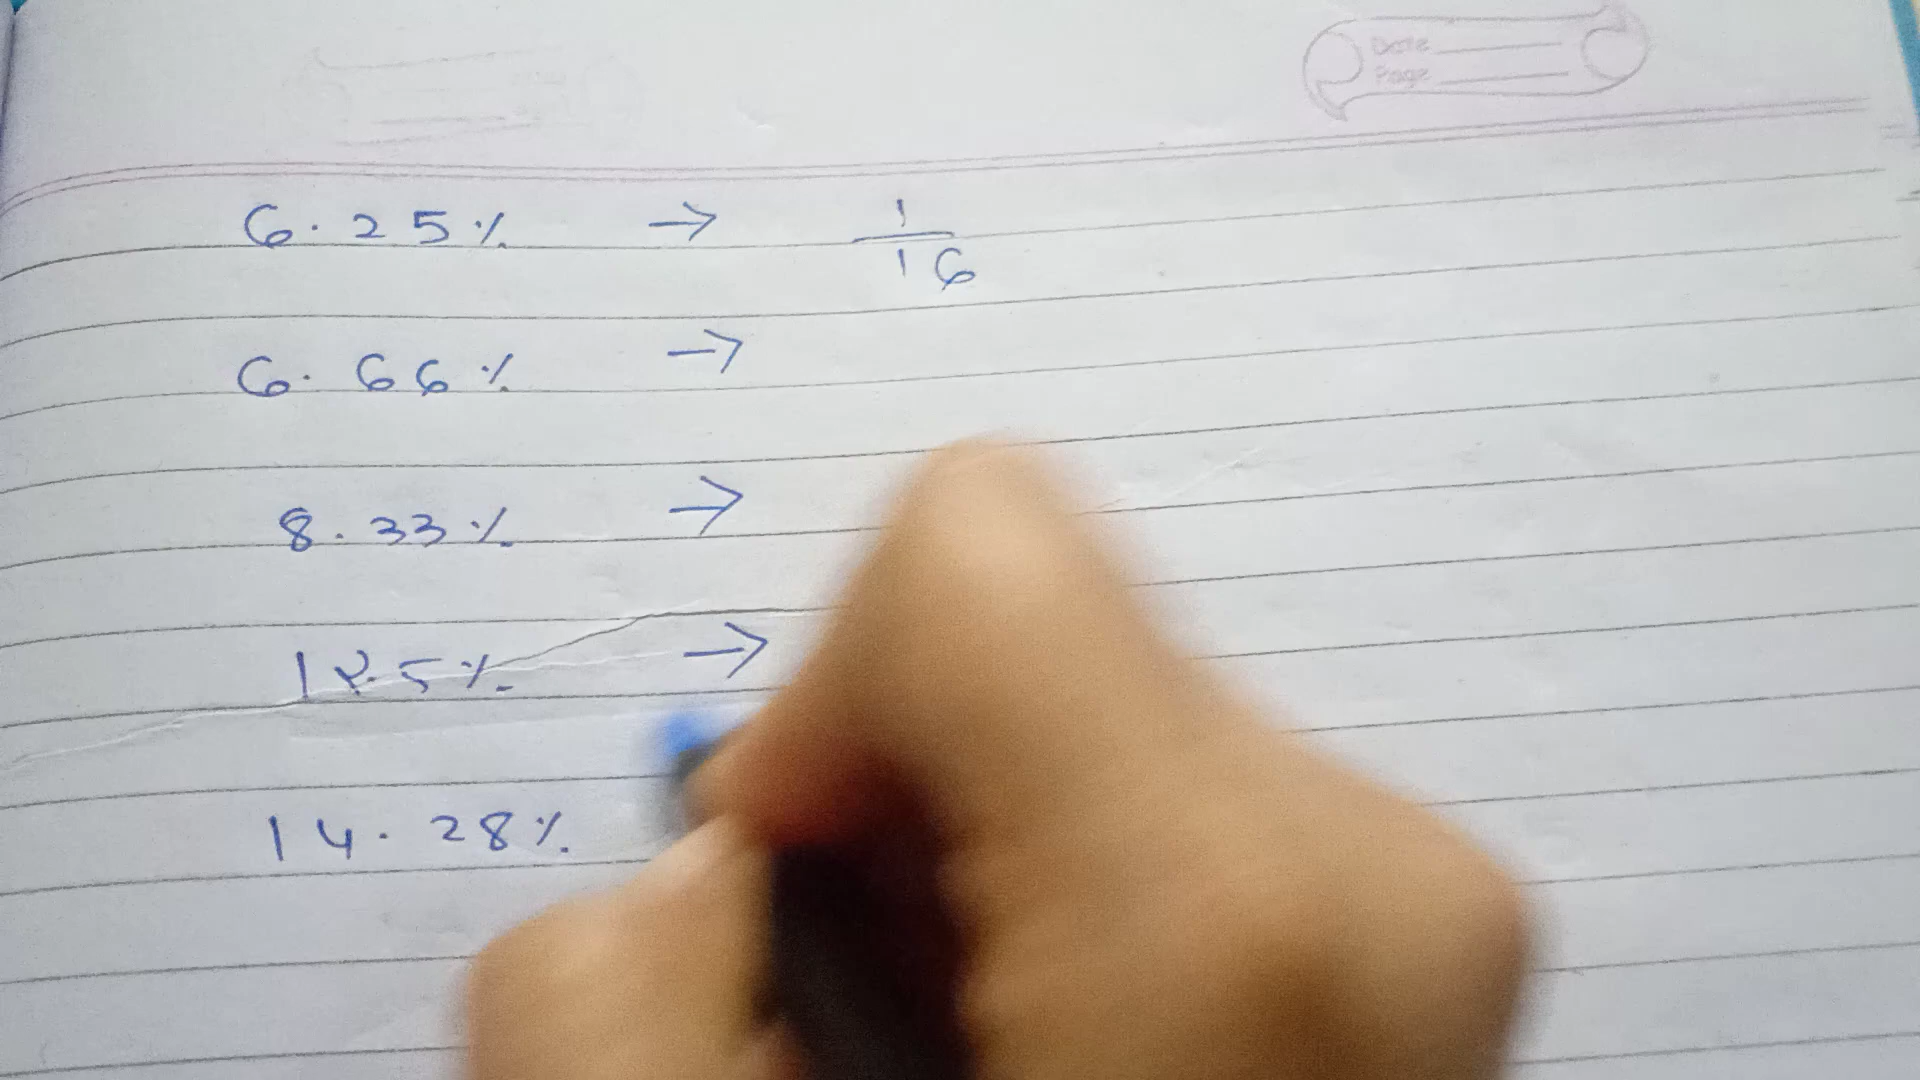 Date
Page
6.25% → 1/16
6.66% →
8.33% →
12.5% →
14.28%